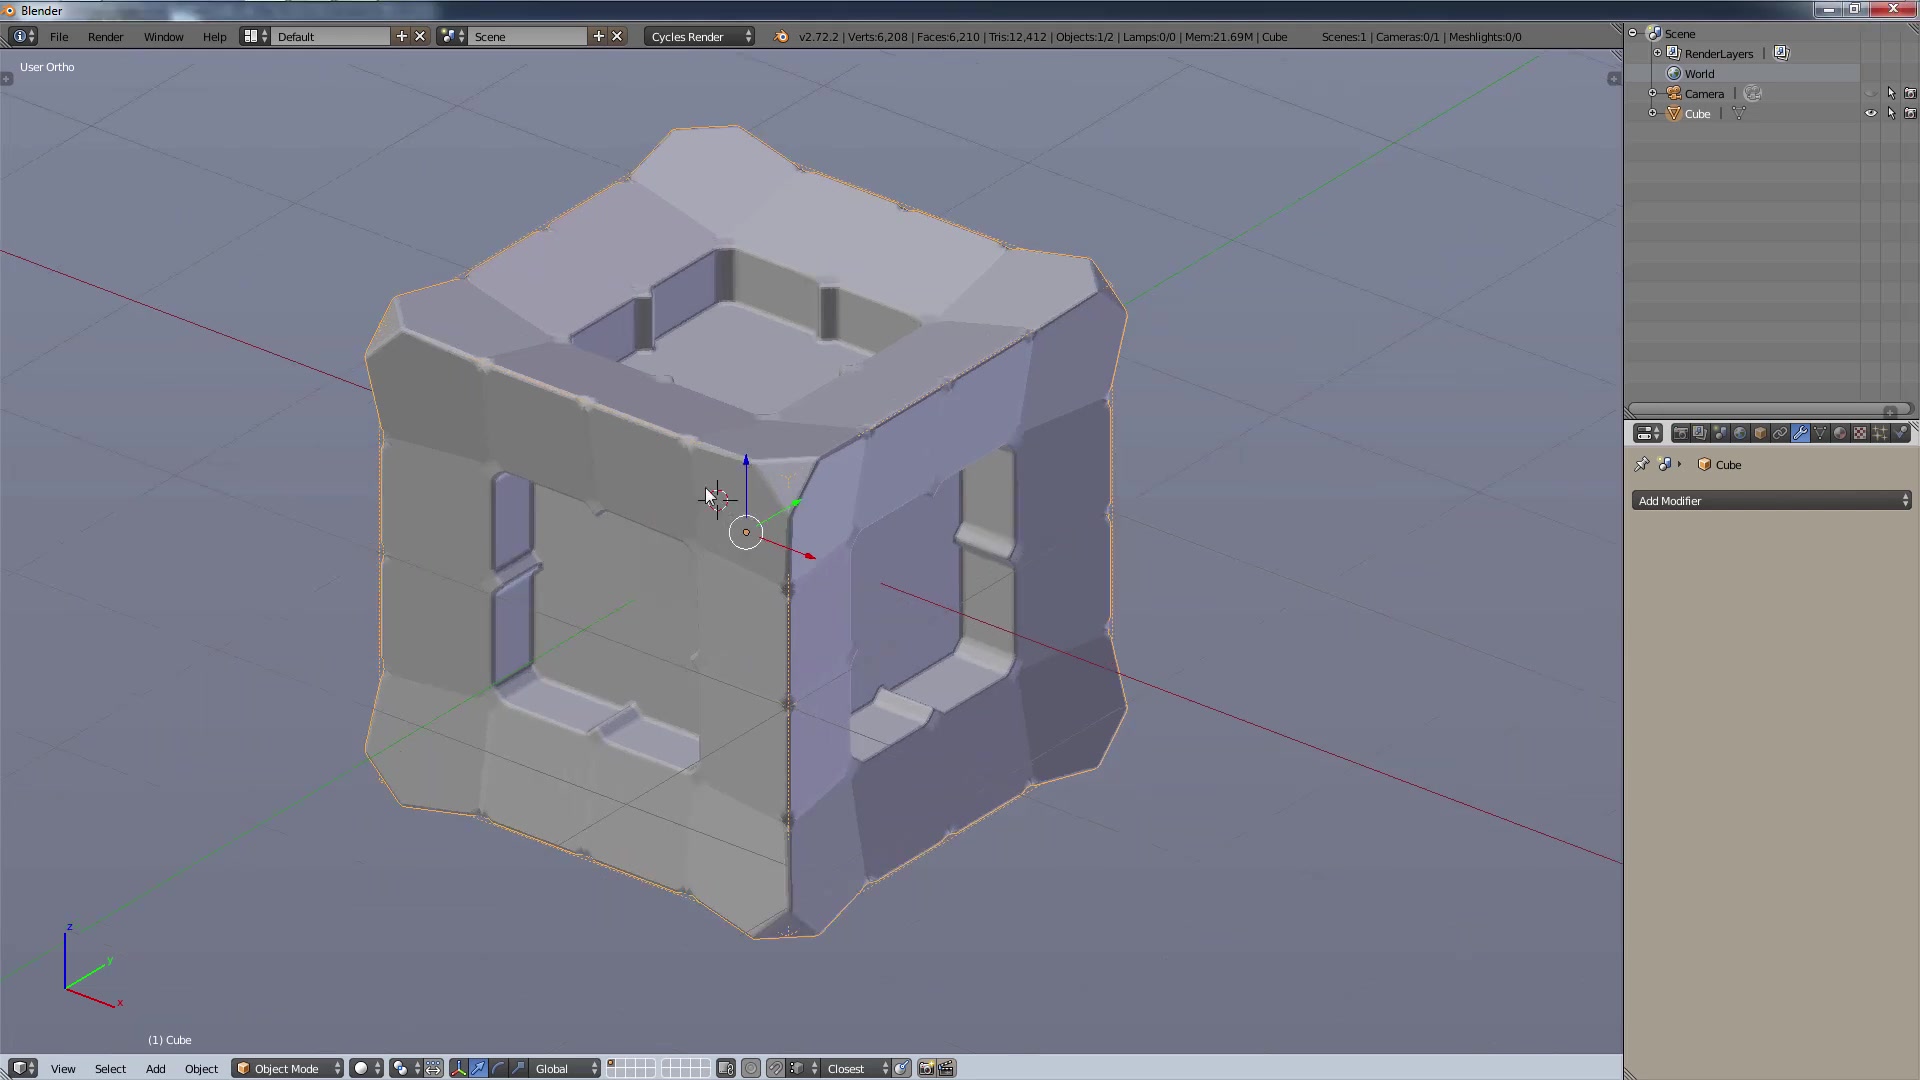 Blender
File Render Window Help Default Scene Cycles Render v2.72.2 | Verts:6,208 | Faces:6,210 | Tris:12,412 | Objects:1/2 | Lamps:0/0 | Mem:21.69M | Cube Scenes:1 | Cameras:0/1 | Meshlights:0/0
User Ortho
Scene
RenderLayers
World
Camera
Cube
Cube
Add Modifier
z
y
x
(1) Cube
View Select Add Object Object Mode Global Closest